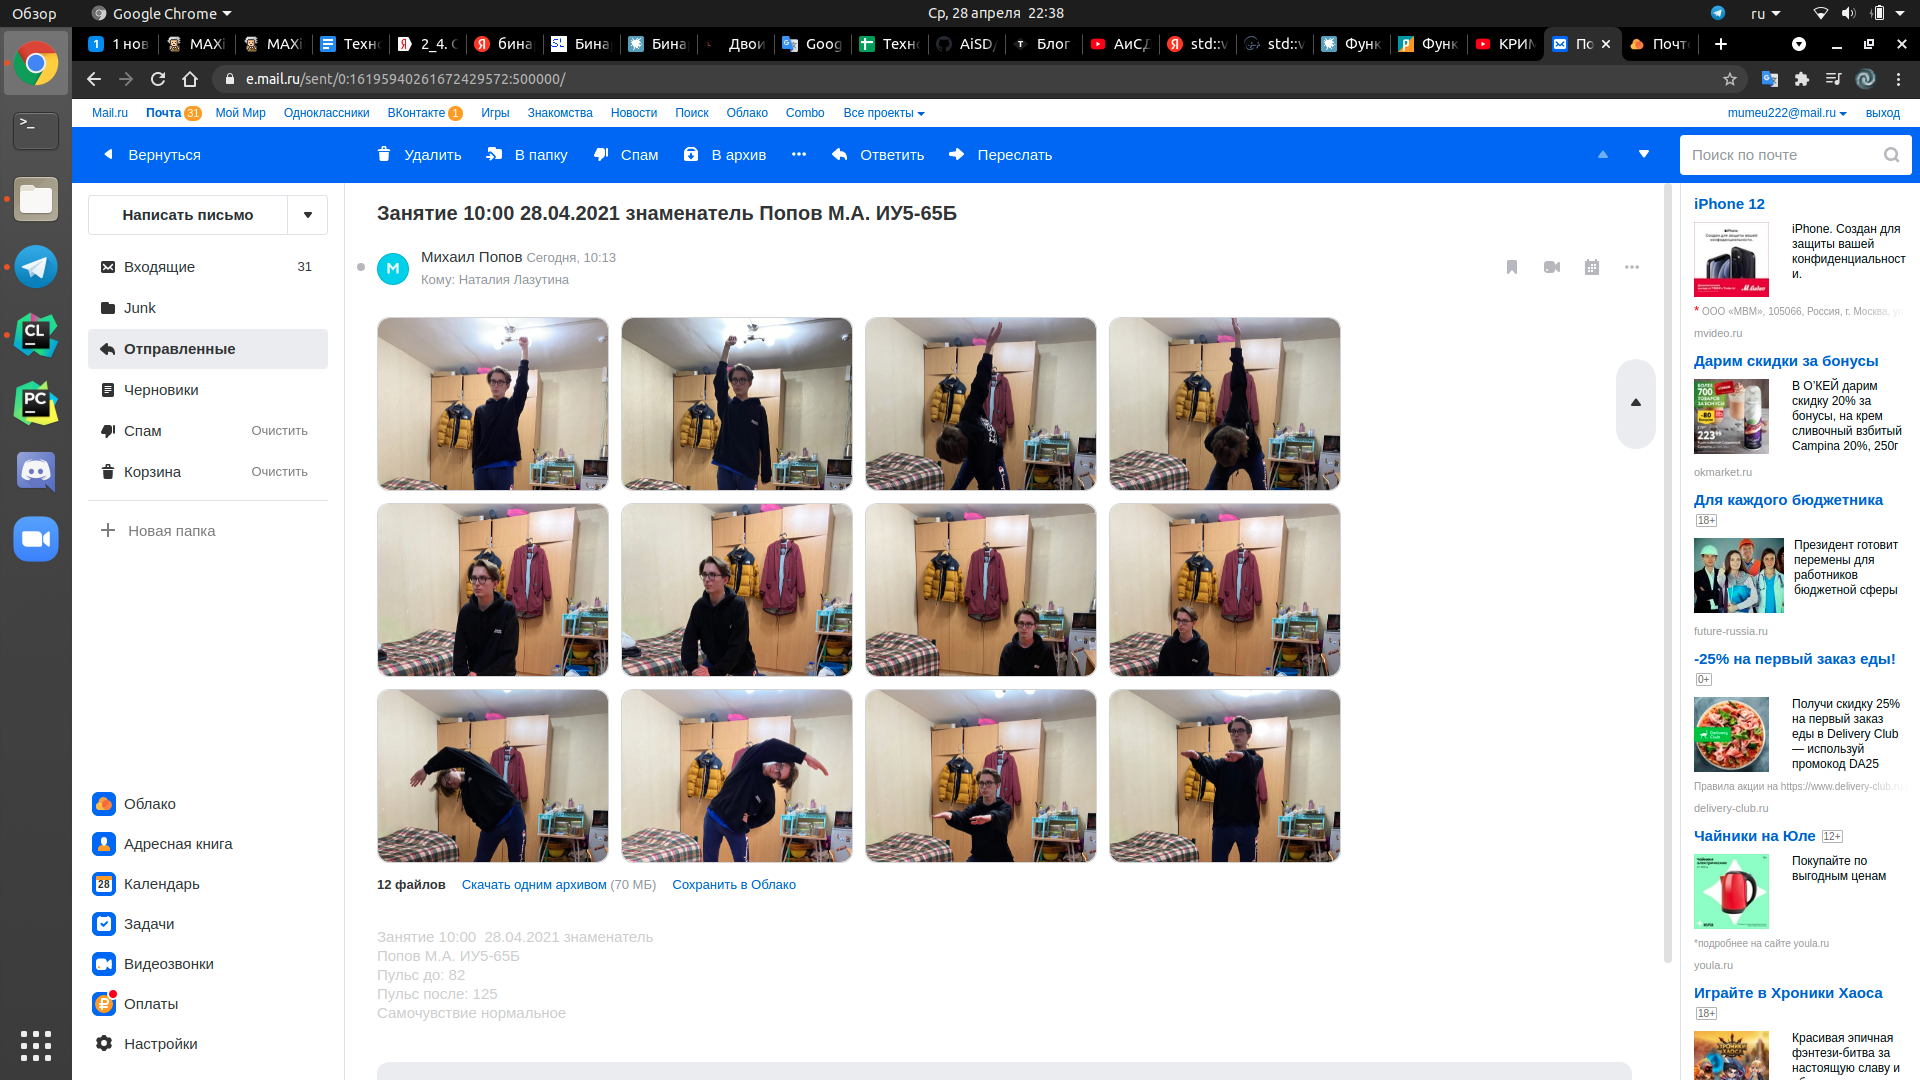 Обзор
Google Chrome
Ср, 28 апреля 22:38
ru
1 нов
MAXi
MAXi
Техн
2_4. С
бина
Бина
Бина
Двои
Goog
Техн
AiSD/
Блог
АиСД
std::v
std::v
Функ
Функ
КРИМ
По
Почт
e.mail.ru/sent/0:16195940261672429572:500000/
Mail.ru
Почта 31
Мой Мир
Одноклассники
ВКонтакте 1
Игры
Знакомства
Новости
Поиск
Облако
Combo
Все проекты
mumeu222@mail.ru
выход
Вернуться
Удалить
В папку
Спам
В архив
Ответить
Переслать
Поиск по почте
Написать письмо
Входящие 31
Junk
Отправленные
Черновики
Спам Очистить
Корзина Очистить
Новая папка
Облако
Адресная книга
28 Календарь
Задачи
Видеозвонки
Оплаты
Настройки
Занятие 10:00 28.04.2021 знаменатель Попов М.А. ИУ5-65Б
М
Михаил Попов Сегодня, 10:13
Кому: Наталия Лазутина
12 файлов Скачать одним архивом (70 МБ) Сохранить в Облако
Занятие 10:00 28.04.2021 знаменатель
Попов М.А. ИУ5-65Б
Пульс до: 82
Пульс после: 125
Самочувствие нормальное
iPhone 12
iPhone. Создан для
защиты вашей
конфиденциальност
и.
* ООО «МВМ», 105066, Россия, г. Москва, ул
mvideo.ru
Дарим скидки за бонусы
В О'КЕЙ дарим
скидку 20% за
бонусы, на крем
сливочный взбитый
Campina 20%, 250г
okmarket.ru
Для каждого бюджетника
18+
Президент готовит
перемены для
работников
бюджетной сферы
future-russia.ru
-25% на первый заказ еды!
0+
Получи скидку 25%
на первый заказ
еды в Delivery Club
— используй
промокод DA25
Правила акции на https://www.delivery-club.ru
delivery-club.ru
Чайники на Юле 12+
Покупайте по
выгодным ценам
*подробнее на сайте youla.ru
youla.ru
Играйте в Хроники Хаоса
18+
Красивая эпичная
фэнтези-битва за
настоящую славу и